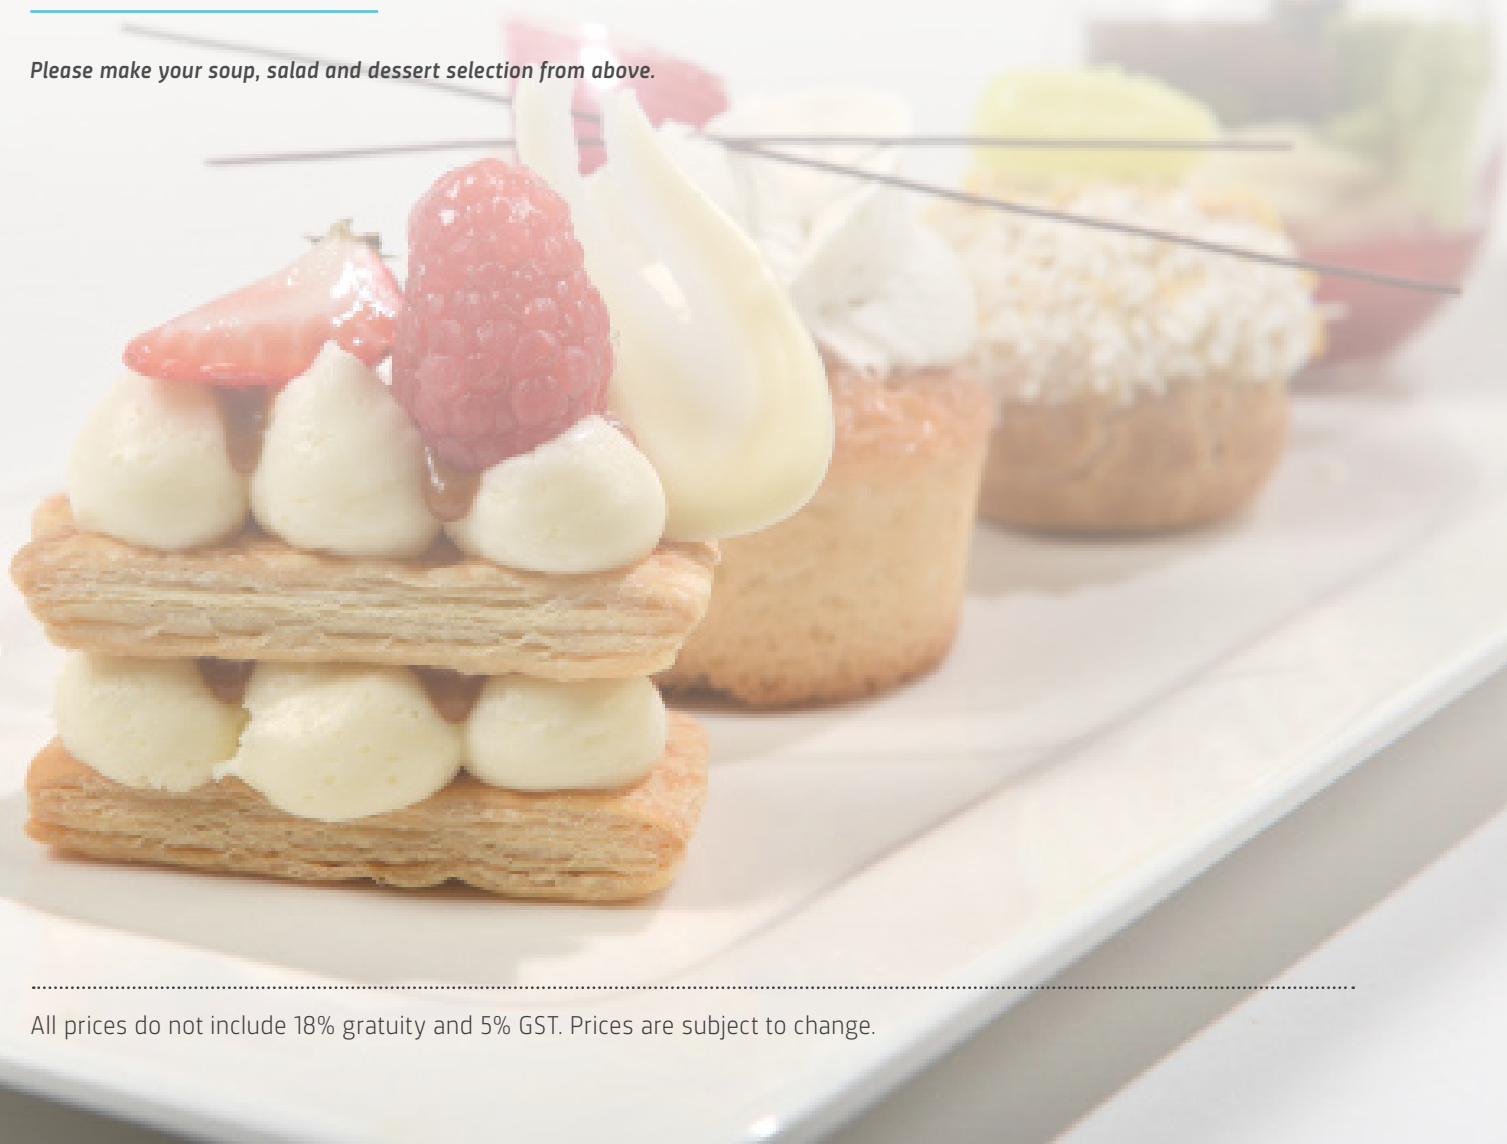 Please make your soup, salad and dessert selection from above.
All prices do not include 18% gratuity and 5% GST. Prices are subject to change.